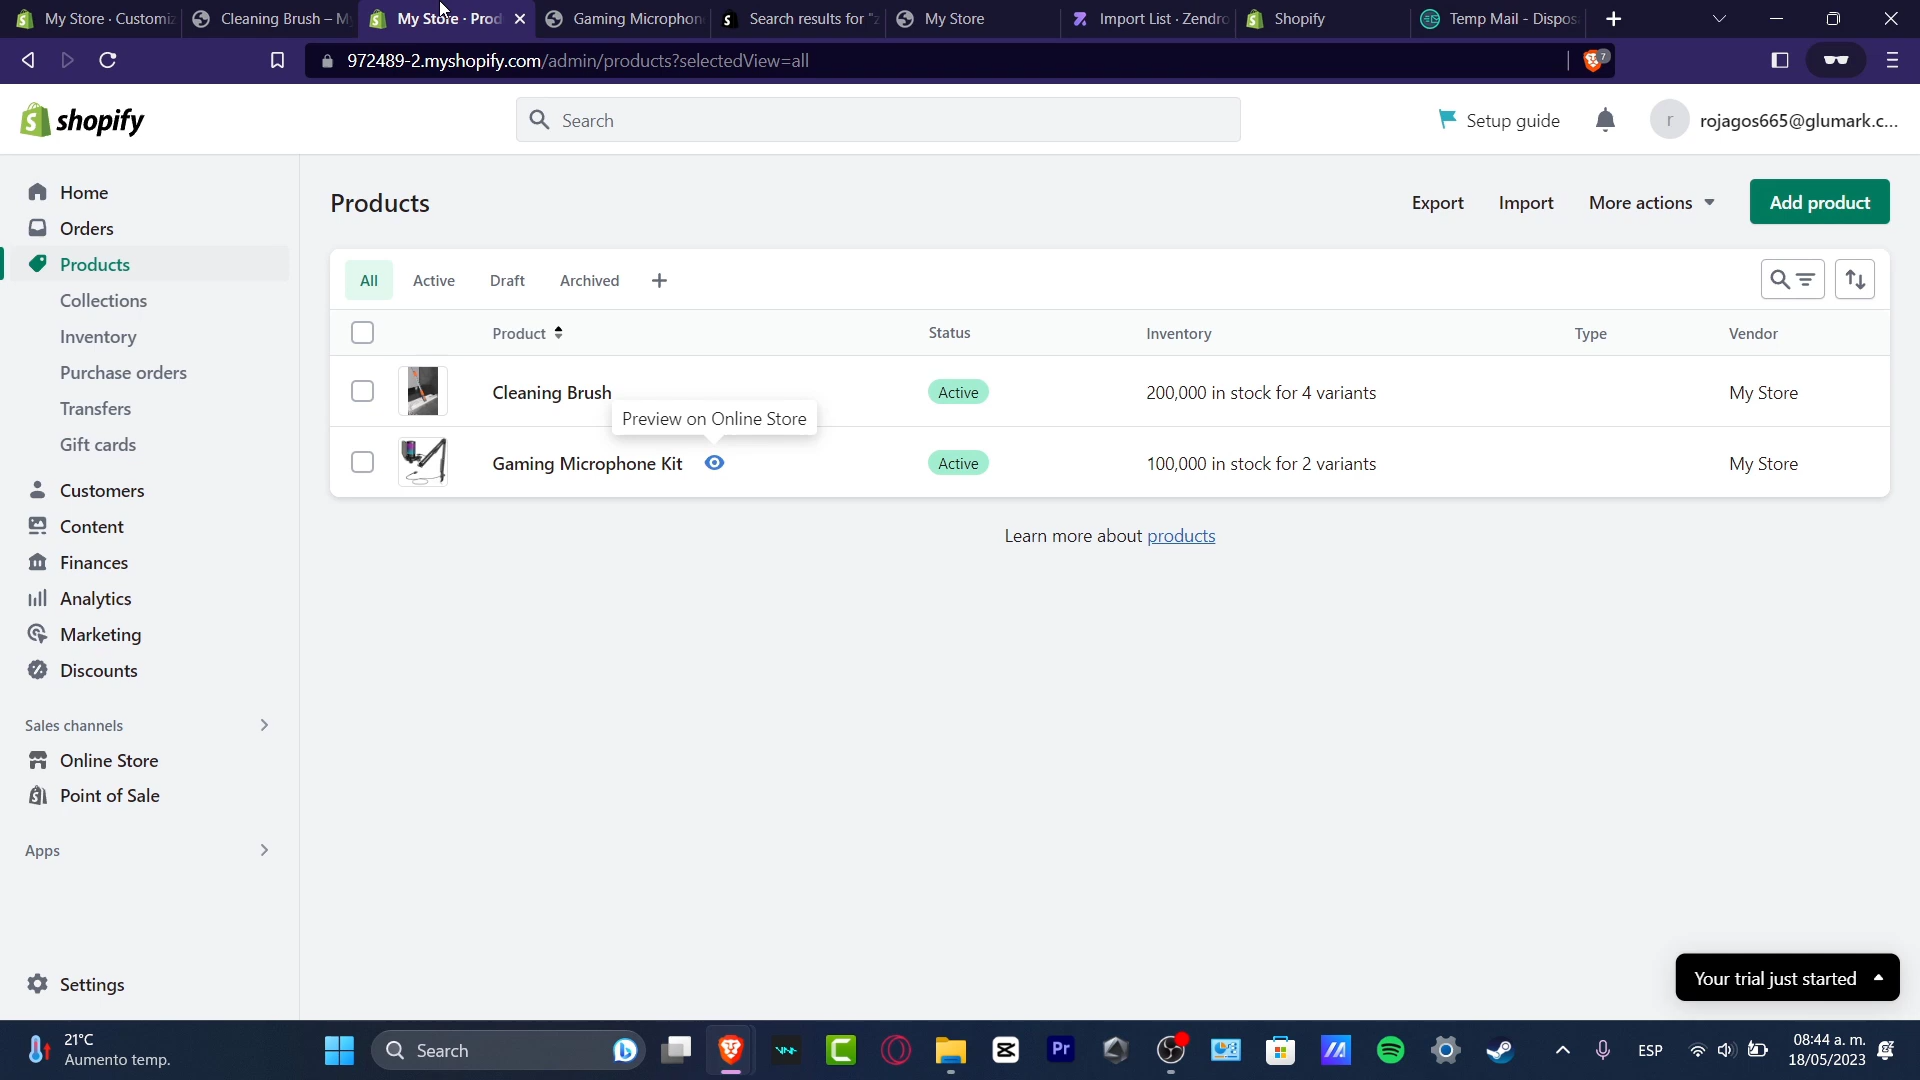 My Store · Customiz
Cleaning Brush – M
My Store · Prod
Gaming Microphon
Search results for "z
My Store
Import List · Zendro
Shopify
Temp Mail - Dispos
972489-2.myshopify.com/admin/products?selectedView=all
7
shopify
Search
Setup guide
r
rojagos665@glumark.c...
Home
Orders
Products
Collections
Inventory
Purchase orders
Transfers
Gift cards
Customers
Content
Finances
Analytics
Marketing
Discounts
Sales channels
Online Store
Point of Sale
Apps
Settings
Products
Export
Import
More actions
Add product
All
Active
Draft
Archived
Product
Status
Inventory
Type
Vendor
Cleaning Brush
Active
200,000 in stock for 4 variants
My Store
Preview on Online Store
Gaming Microphone Kit
Active
100,000 in stock for 2 variants
My Store
Learn more about products
Your trial just started
21°C
Aumento temp.
Search
Pr
ESP
08:44 a. m.
18/05/2023